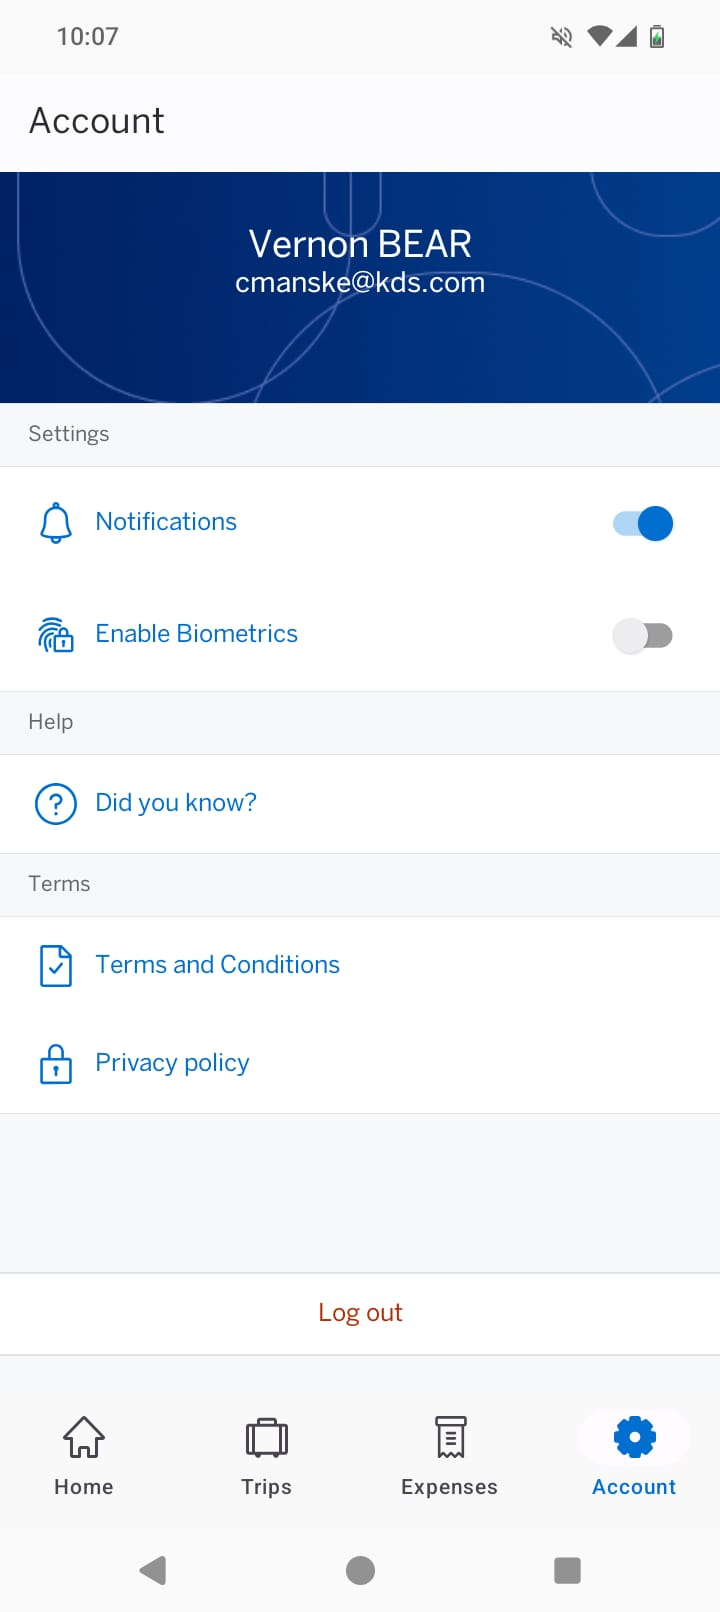 10:07
Account
Vernon BEAR
cmanske@kds.com
Settings
Notifications
Enable Biometrics
Help
Did you know?
Terms
Terms and Conditions
Privacy policy
Log out
Home
Trips
Expenses
Account